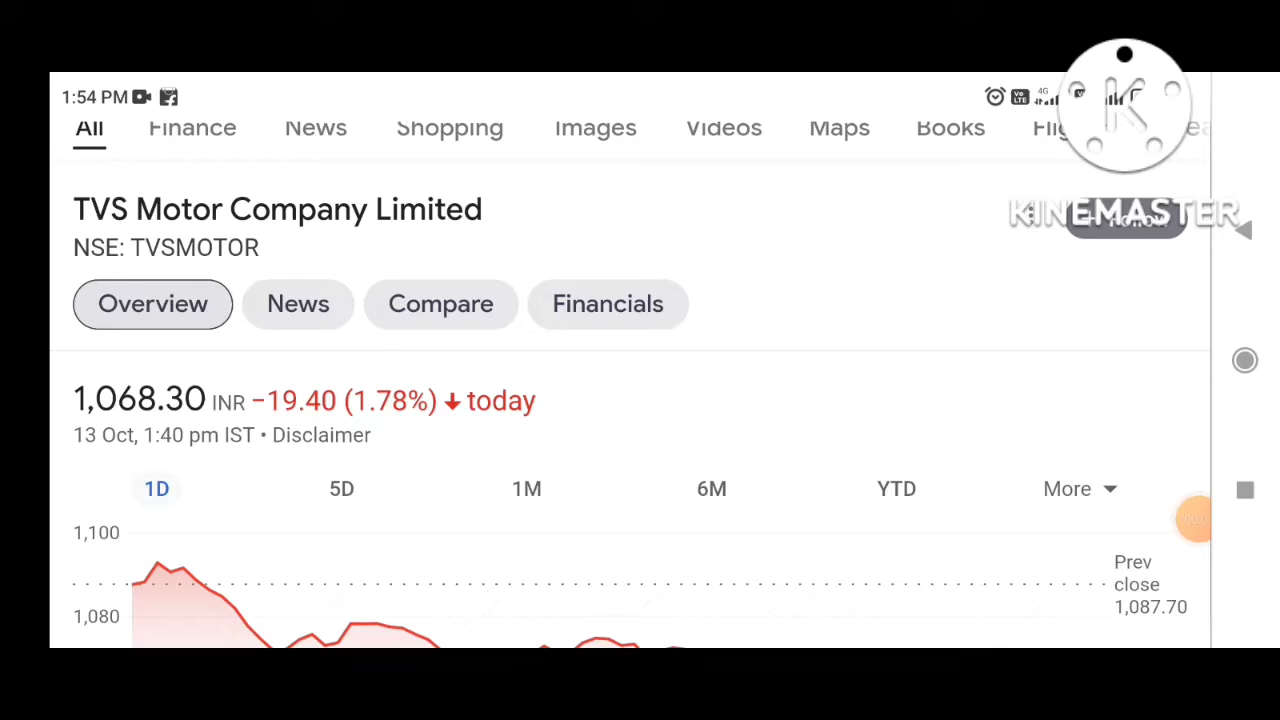 1:54 PM
4G
All Finance News Shopping Images Videos Maps Books
KINEMASTER
TVS Motor Company Limited
NSE: TVSMOTOR
Overview News Compare Financials
1,068.30 INR −19.40 (1.78%) ↓ today
13 Oct, 1:40 pm IST • Disclaimer
1D 5D 1M 6M YTD More
1,100
Prev
close
1,087.70
1,080